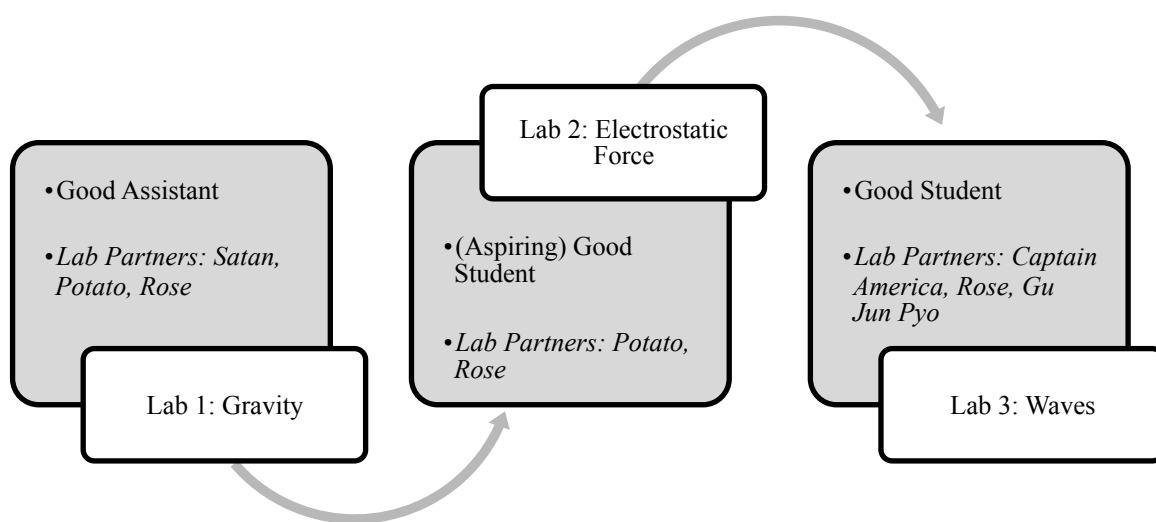 •Good Assistant
•Lab Partners: Satan,
Potato, Rose
Lab 1: Gravity
Lab 2: Electrostatic
Force
•(Aspiring) Good
Student
•Lab Partners: Potato,
Rose
•Good Student
•Lab Partners: Captain
America, Rose, Gu
Jun Pyo
Lab 3: Waves